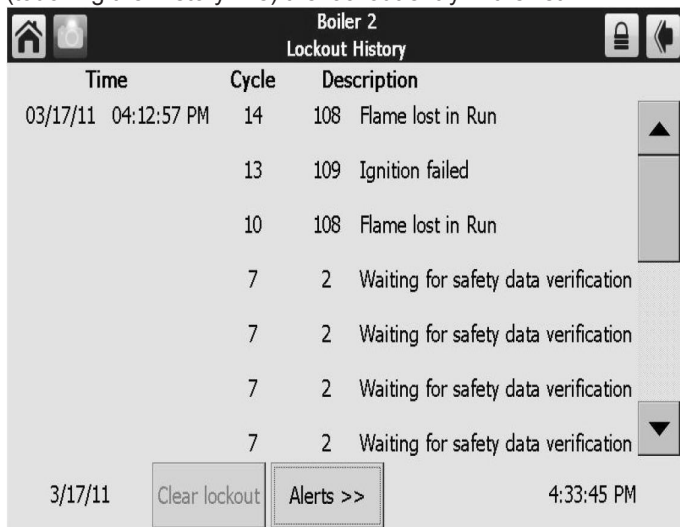 Boiler 2
Lockout History
Time Cycle Description
03/17/11 04:12:57 PM 14 108 Flame lost in Run
13 109 Ignition failed
10 108 Flame lost in Run
7 2 Waiting for safety data verification
7 2 Waiting for safety data verification
7 2 Waiting for safety data verification
7 2 Waiting for safety data verification
3/17/11 Clear lockout Alerts >> 4:33:45 PM